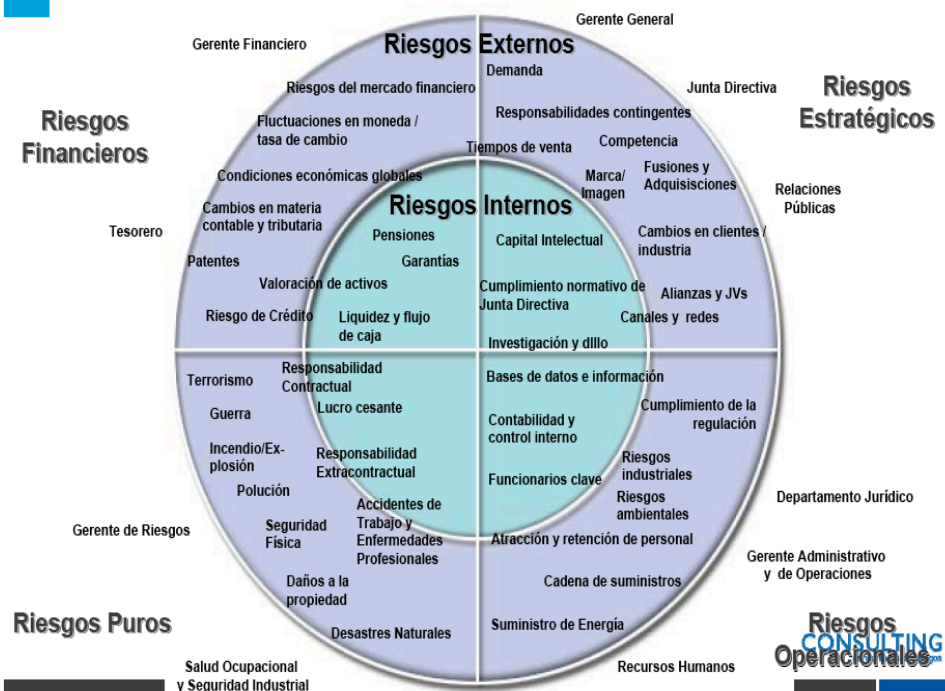 Gerente General
Gerente Financiero
Riesgos Externos
Demanda
Riesgos del mercado financiero
Junta Directiva
Riesgos
Estratégicos
Responsabilidades contingentes
Riesgos
Financieros
Fluctuaciones en moneda /
tasa de cambio
Competencia
Tiempos de venta
Fusiones y
Adquisisciones
Marca/
Imagen
Condiciones económicas globales
Relaciones
Públicas
Riesgos Internos
Cambios en materia
contable y tributaria
Tesorero
Pensiones
Capital Intelectual
Cambios en clientes /
industria
Patentes
Garantías
Valoración de activos
Cumplimiento normativo de
Junta Directiva
Alianzas y JVs
Riesgo de Crédito
Liquidez y flujo
de caja
Canales y redes
Investigación y dlllo
Terrorismo
Responsabilidad
Contractual
Bases de datos e información
Guerra
Lucro cesante
Cumplimiento de la
regulación
Contabilidad y
control interno
Incendio/Ex-
plosión
Responsabilidad
Extracontractual
Riesgos
industriales
Funcionarios clave
Polución
Riesgos
ambientales
Departamento Jurídico
Accidentes de
Trabajo y
Enfermedades
Profesionales
Gerente de Riesgos
Seguridad
Física
Atracción y retención de personal
Gerente Administrativo
y de Operaciones
Daños a la
propiedad
Cadena de suministros
Riesgos Puros
Desastres Naturales
Suministro de Energía
Riesgos
Operacionales
CONSULTING
Salud Ocupacional
y Seguridad Industrial
Recursos Humanos